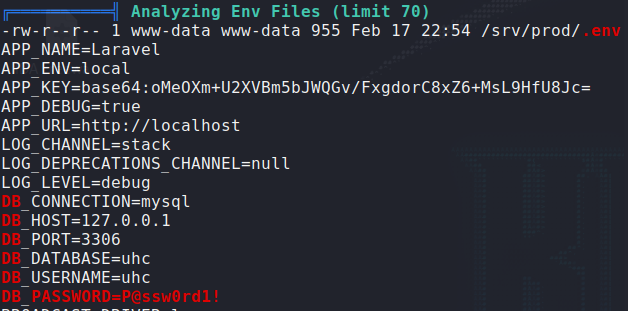 Analyzing Env Files (limit 70)
-rw-r--r-- 1 www-data www-data 955 Feb 17 22:54 /srv/prod/.env
APP_NAME=Laravel
APP_ENV=local
APP_KEY=base64:oMeOXm+U2XVBm5bJWQGv/FxgdorC8xZ6+MsL9HfU8Jc=
APP_DEBUG=true
APP_URL=http://localhost
LOG_CHANNEL=stack
LOG_DEPRECATIONS_CHANNEL=null
LOG_LEVEL=debug
DB_CONNECTION=mysql
DB_HOST=127.0.0.1
DB_PORT=3306
DB_DATABASE=uhc
DB_USERNAME=uhc
DB_PASSWORD=P@ssw0rd1!